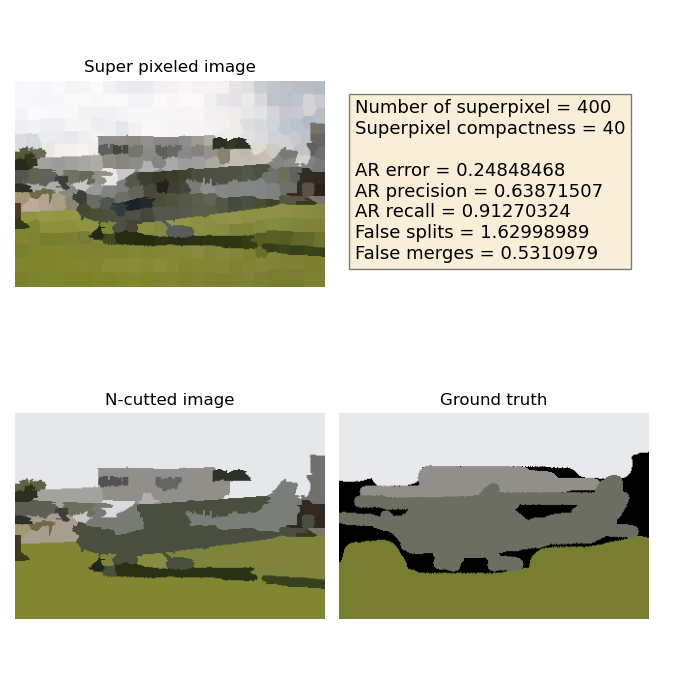 Super pixeled image
Number of superpixel = 400
Superpixel compactness = 40
AR error = 0.24848468
AR precision = 0.63871507
AR recall = 0.91270324
False splits = 1.62998989
False merges = 0.5310979
N-cutted image
Ground truth